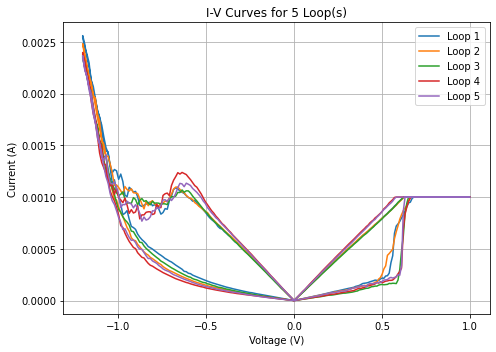 I-V Curves for 5 Loop(s)
Loop 1
Loop 2
Loop 3
Loop 4
Loop 5
Current (A)
0.0025
0.0020
0.0015
0.0010
0.0005
0.0000
−1.0 −0.5 0.0 0.5 1.0
Voltage (V)